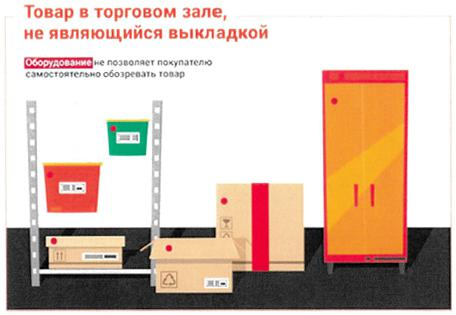 Товар в торговом зале,
не являющийся выкладкой
Оборудование не позволяет покупателю
самостоятельно обозревать товар